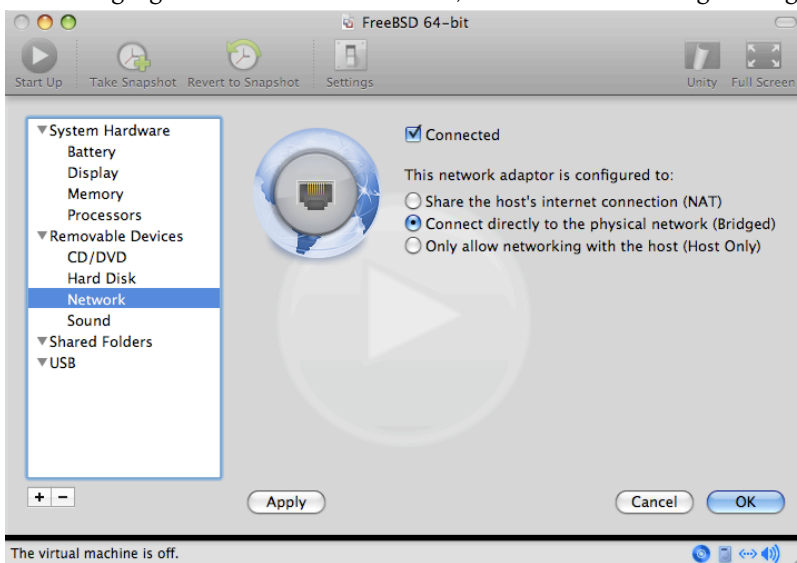 FreeBSD 64-bit
Start Up Take Snapshot Revert to Snapshot Settings Unity Full Screen
▼System Hardware
Battery
Display
Memory
Processors
▼Removable Devices
CD/DVD
Hard Disk
Network
Sound
▼Shared Folders
▼USB
Connected
This network adaptor is configured to:
Share the host's internet connection (NAT)
Connect directly to the physical network (Bridged)
Only allow networking with the host (Host Only)
+ −
Apply Cancel OK
The virtual machine is off.